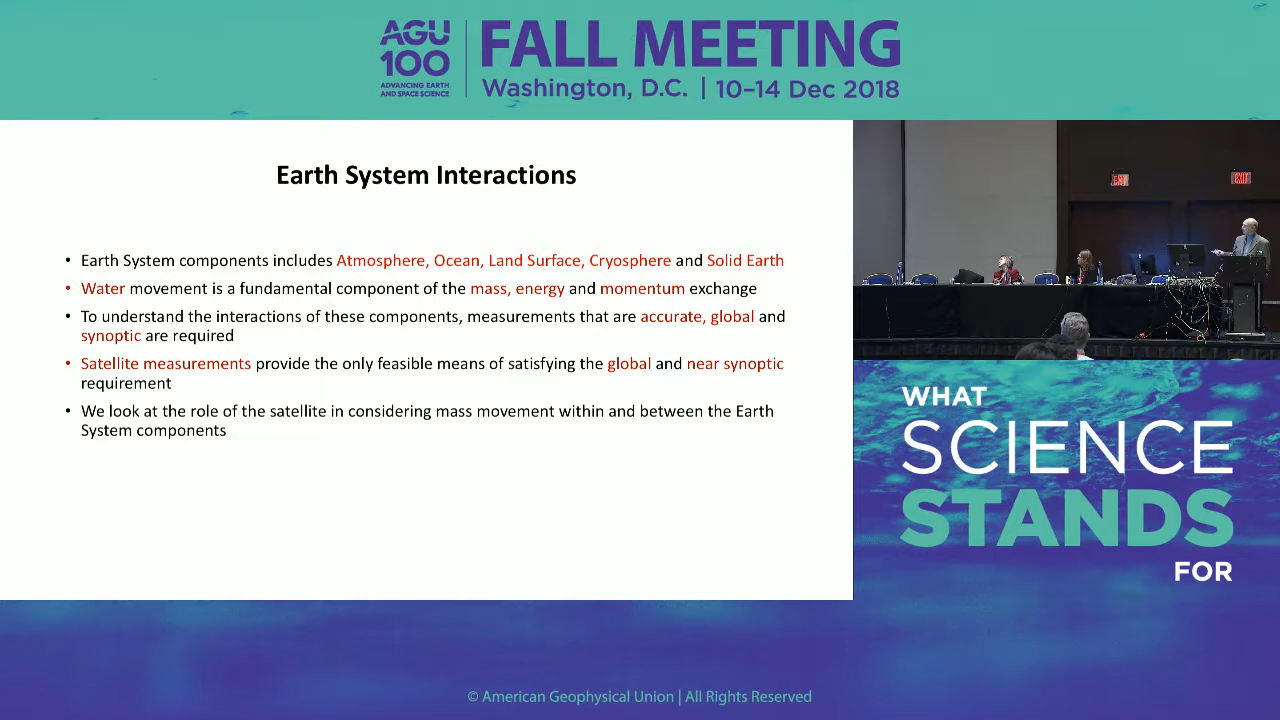 AGU
100
ADVANCING EARTH
AND SPACE SCIENCE
FALL MEETING
Washington, D.C. | 10–14 Dec 2018
Earth System Interactions
• Earth System components includes Atmosphere, Ocean, Land Surface, Cryosphere and Solid Earth
• Water movement is a fundamental component of the mass, energy and momentum exchange
• To understand the interactions of these components, measurements that are accurate, global and
synoptic are required
• Satellite measurements provide the only feasible means of satisfying the global and near synoptic
requirement
• We look at the role of the satellite in considering mass movement within and between the Earth
System components
EXIT
EXIT
WHAT
SCIENCE
STANDS
FOR
© American Geophysical Union | All Rights Reserved